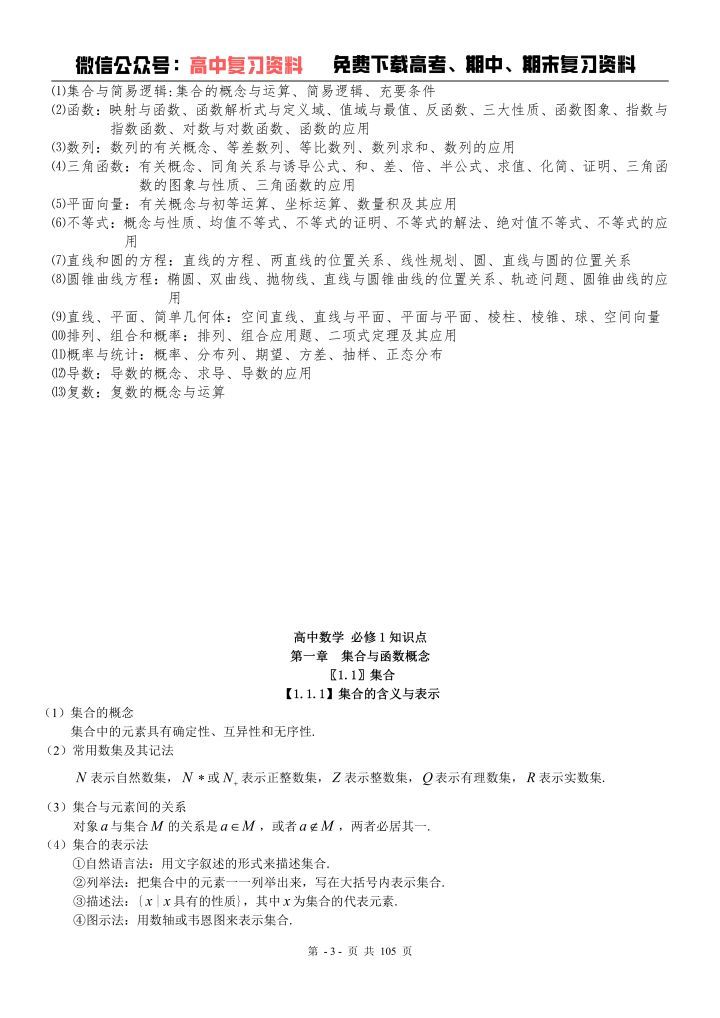 微信公众号：高中复习资料　免费下载高考、期中、期末复习资料
⑴集合与简易逻辑:集合的概念与运算、简易逻辑、充要条件
⑵函数：映射与函数、函数解析式与定义域、值域与最值、反函数、三大性质、函数图象、指数与
指数函数、对数与对数函数、函数的应用
⑶数列：数列的有关概念、等差数列、等比数列、数列求和、数列的应用
⑷三角函数：有关概念、同角关系与诱导公式、和、差、倍、半公式、求值、化简、证明、三角函
数的图象与性质、三角函数的应用
⑸平面向量：有关概念与初等运算、坐标运算、数量积及其应用
⑹不等式：概念与性质、均值不等式、不等式的证明、不等式的解法、绝对值不等式、不等式的应
用
⑺直线和圆的方程：直线的方程、两直线的位置关系、线性规划、圆、直线与圆的位置关系
⑻圆锥曲线方程：椭圆、双曲线、抛物线、直线与圆锥曲线的位置关系、轨迹问题、圆锥曲线的应
用
⑼直线、平面、简单几何体：空间直线、直线与平面、平面与平面、棱柱、棱锥、球、空间向量
⑽排列、组合和概率：排列、组合应用题、二项式定理及其应用
⑾概率与统计：概率、分布列、期望、方差、抽样、正态分布
⑿导数：导数的概念、求导、导数的应用
⒀复数：复数的概念与运算
高中数学 必修 1 知识点
第一章　集合与函数概念
〖1.1〗集合
【1.1.1】集合的含义与表示
（1）集合的概念
集合中的元素具有确定性、互异性和无序性.
（2）常用数集及其记法
N 表示自然数集，N *或 N₊ 表示正整数集，Z 表示整数集，Q 表示有理数集，R 表示实数集.
（3）集合与元素间的关系
对象 a 与集合 M 的关系是 a∈M ，或者 a∉M ，两者必居其一.
（4）集合的表示法
①自然语言法：用文字叙述的形式来描述集合.
②列举法：把集合中的元素一一列举出来，写在大括号内表示集合.
③描述法：{ x | x 具有的性质}，其中 x 为集合的代表元素.
④图示法：用数轴或韦恩图来表示集合.
第 - 3 - 页 共 105 页